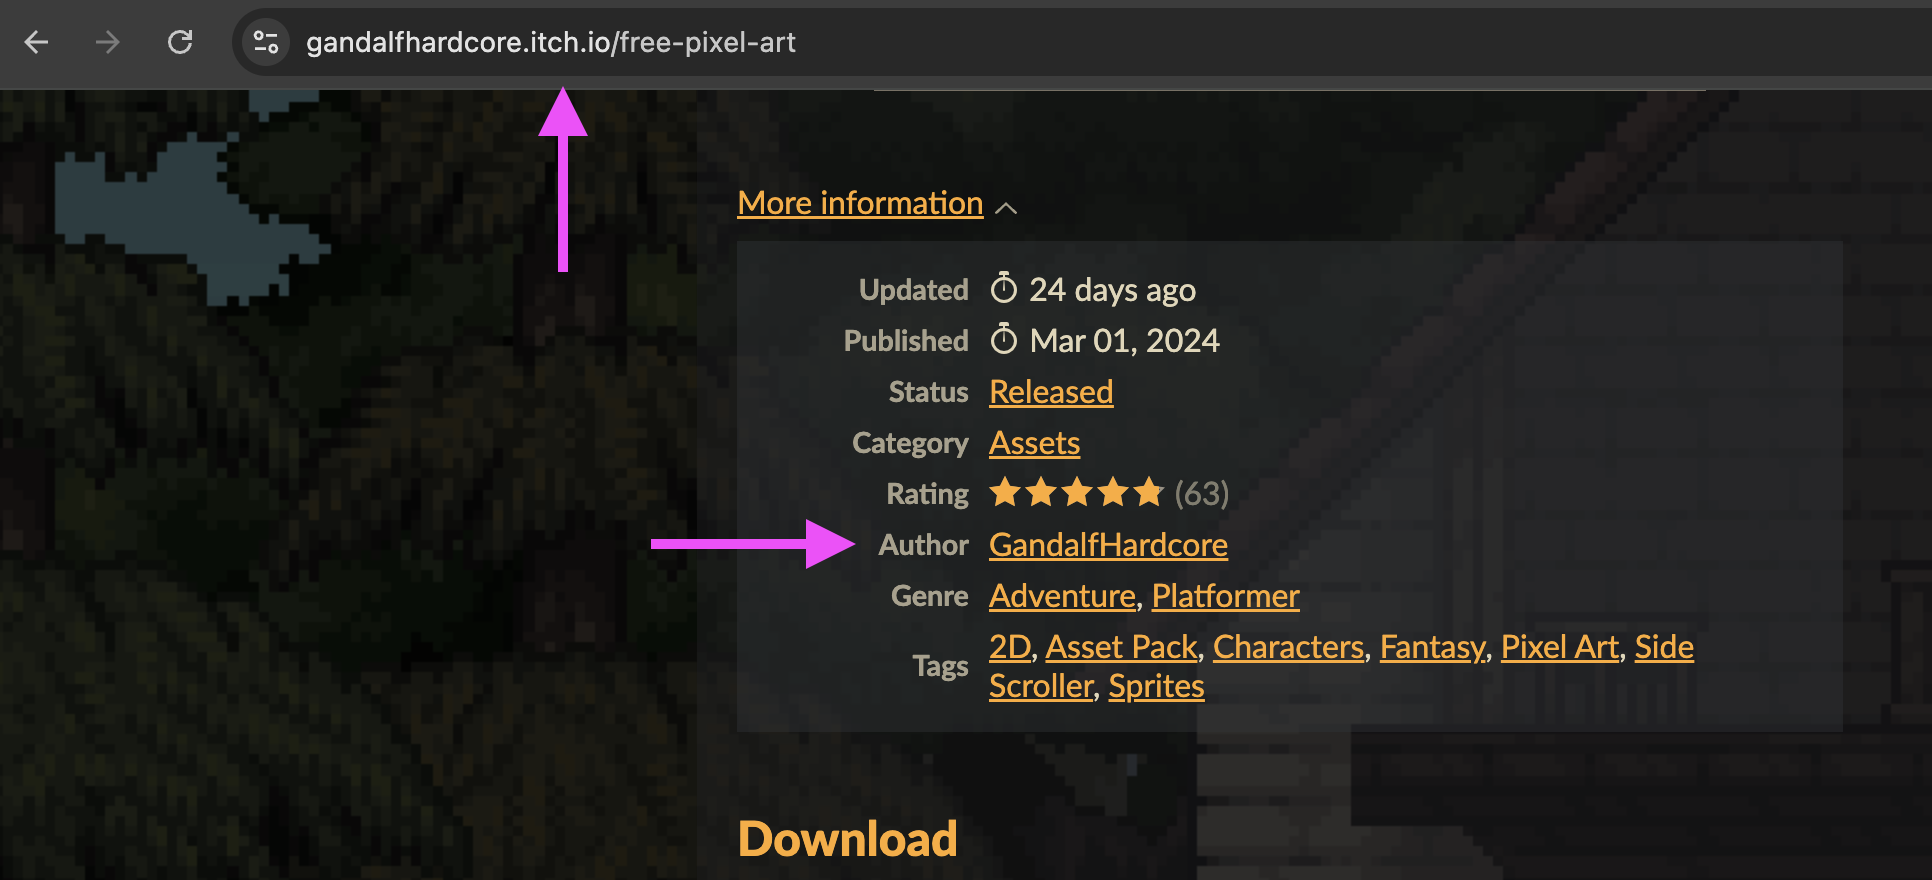 gandalfhardcore.itch.io/free-pixel-art
More information
Updated 24 days ago
Published Mar 01, 2024
Status Released
Category Assets
Rating (63)
Author GandalfHardcore
Genre Adventure, Platformer
Tags 2D, Asset Pack, Characters, Fantasy, Pixel Art, Side
Scroller, Sprites
Download